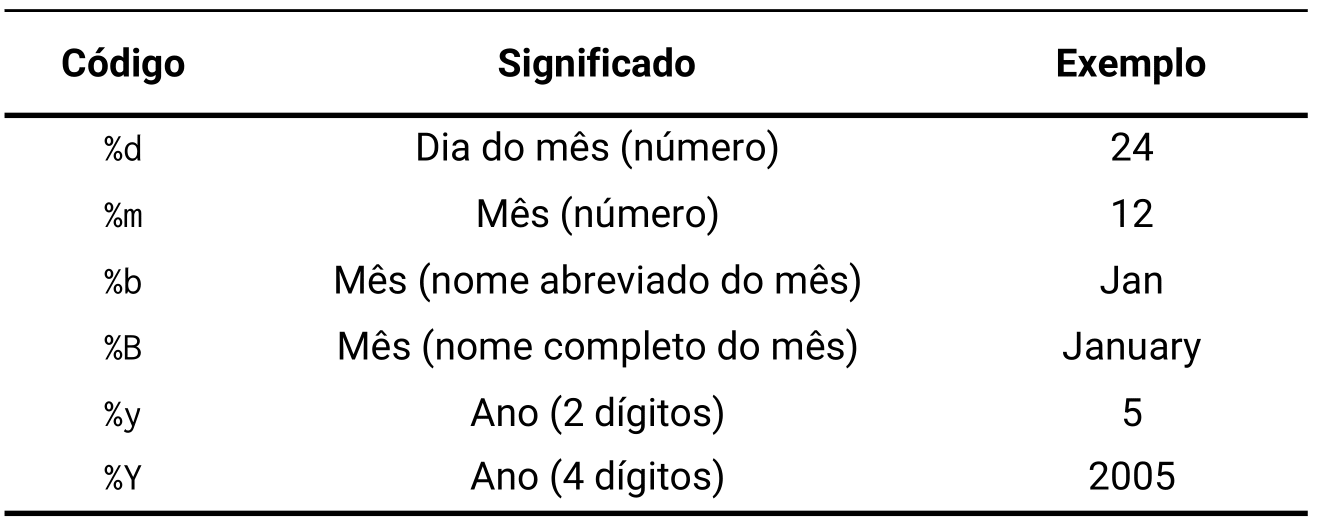 Código Significado Exemplo
%d Dia do mês (número) 24
%m Mês (número) 12
%b Mês (nome abreviado do mês) Jan
%B Mês (nome completo do mês) January
%y Ano (2 dígitos) 5
%Y Ano (4 dígitos) 2005